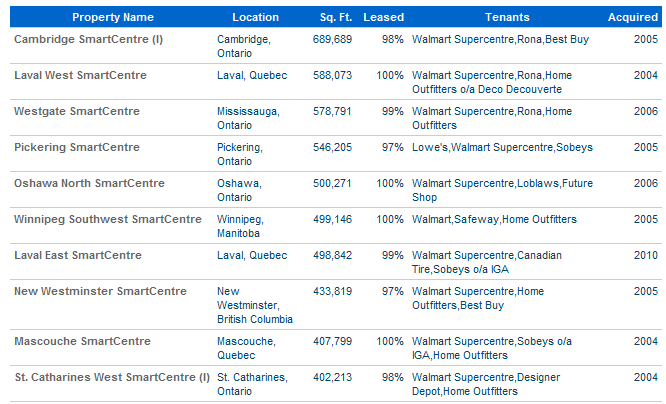 Property Name Location Sq. Ft. Leased Tenants Acquired
Cambridge SmartCentre (I) Cambridge, 689,689 98% Walmart Supercentre,Rona,Best Buy 2005
Ontario
Laval West SmartCentre Laval, Quebec 588,073 100% Walmart Supercentre,Rona,Home 2004
Outfitters o/a Deco Decouverte
Westgate SmartCentre Mississauga, 578,791 99% Walmart Supercentre,Rona,Home 2006
Ontario Outfitters
Pickering SmartCentre Pickering, 546,205 97% Lowe's,Walmart Supercentre,Sobeys 2005
Ontario
Oshawa North SmartCentre Oshawa, 500,271 100% Walmart Supercentre,Loblaws,Future 2006
Ontario Shop
Winnipeg Southwest SmartCentre Winnipeg, 499,146 100% Walmart,Safeway,Home Outfitters 2005
Manitoba
Laval East SmartCentre Laval, Quebec 498,842 99% Walmart Supercentre,Canadian 2010
Tire,Sobeys o/a IGA
New Westminster SmartCentre New 433,819 97% Walmart Supercentre,Home 2005
Westminster, Outfitters,Best Buy
British Columbia
Mascouche SmartCentre Mascouche, 407,799 100% Walmart Supercentre,Sobeys o/a 2004
Quebec IGA,Home Outfitters
St. Catharines West SmartCentre (I) St. Catharines, 402,213 98% Walmart Supercentre,Designer 2004
Ontario Depot,Home Outfitters